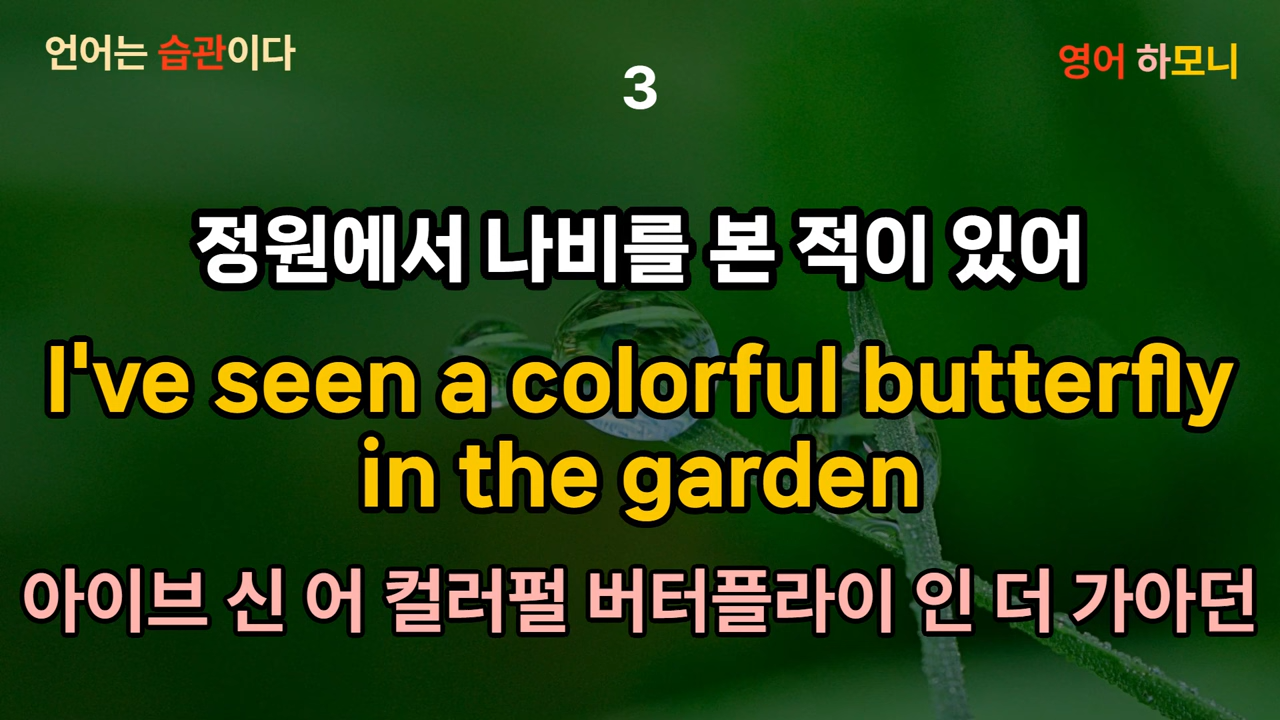 언어는 습관이다
영어 하모니
3
정원에서 나비를 본 적이 있어
I've seen a colorful butterfly
in the garden
아이브 신 어 컬러펄 버터플라이 인 더 가아던